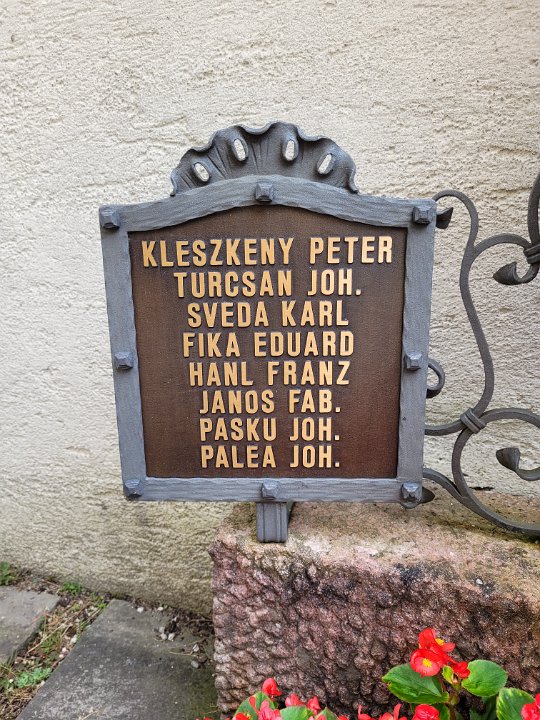 KLESZKENY PETER
TURCSAN JOH.
SVEDA KARL
FIKA EDUARD
HANL FRANZ
JANOS FAB.
PASKU JOH.
PALEA JOH.